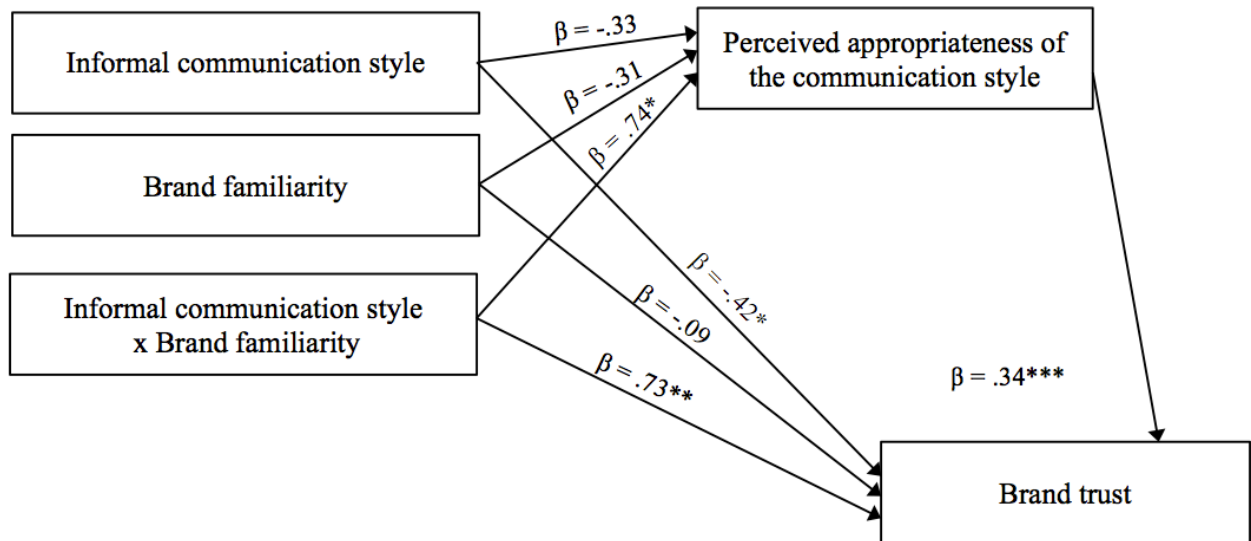 Informal communication style
Brand familiarity
Informal communication style
x Brand familiarity
β = -.33
β = -.31
β = .74*
β = -.42*
β = -.09
β = .73**
Perceived appropriateness of
the communication style
β = .34***
Brand trust